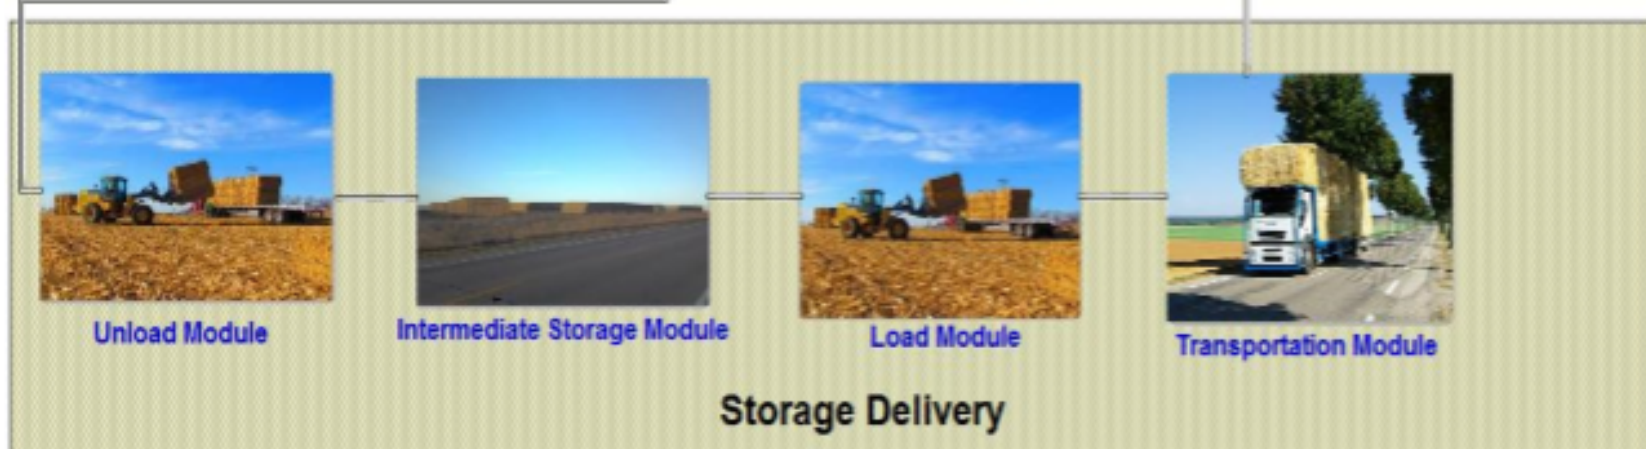 Unload Module
Intermediate Storage Module
Load Module
Transportation Module
Storage Delivery